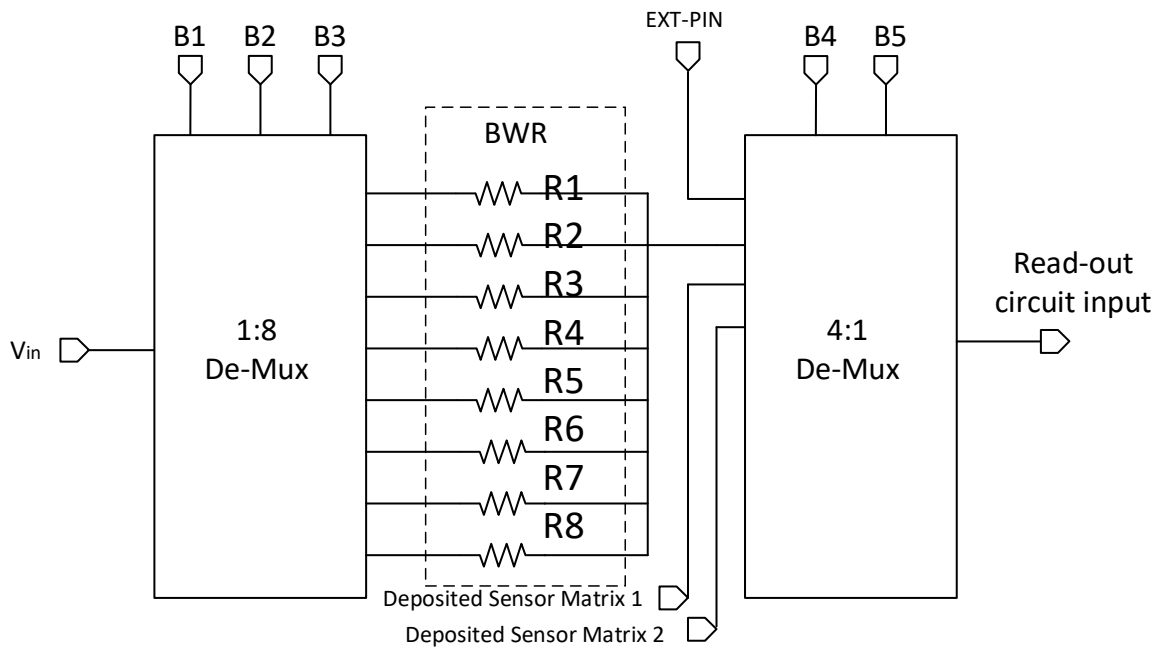 EXT-PIN
B1 B2 B3 B4 B5
BWR
R1
R2
R3
R4
R5
R6
R7
R8
Vin
1:8
De-Mux
4:1
De-Mux
Read-out
circuit input
Deposited Sensor Matrix 1
Deposited Sensor Matrix 2